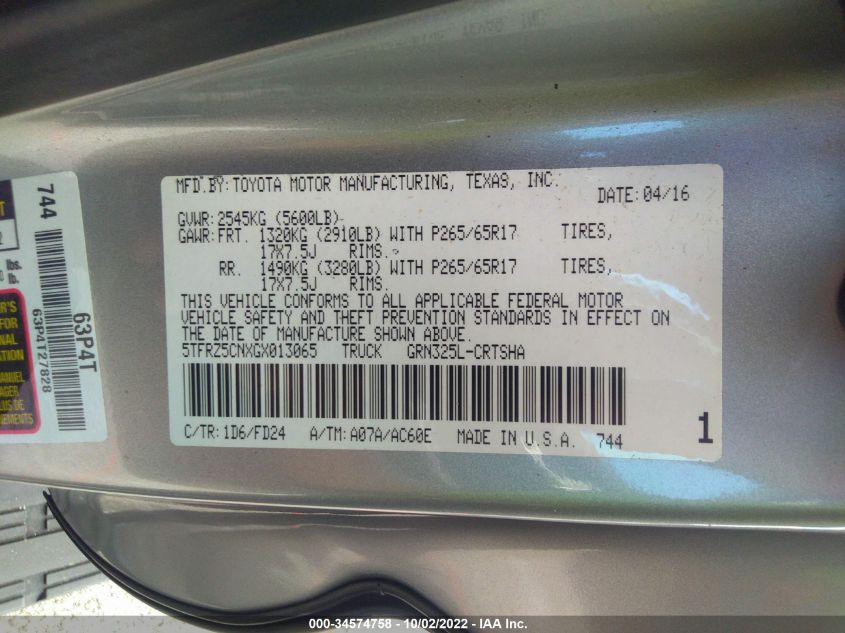 MFD.BY:TOYOTA MOTOR MANUFACTURING, TEXAS, INC.
DATE:04/16
GVWR:2545KG (5600LB)
GAWR:FRT. 1320KG (2910LB) WITH P265/65R17 TIRES,
17X7.5J RIMS.
RR. 1490KG (3280LB) WITH P265/65R17 TIRES,
17X7.5J RIMS.
THIS VEHICLE CONFORMS TO ALL APPLICABLE FEDERAL MOTOR
VEHICLE SAFETY AND THEFT PREVENTION STANDARDS IN EFFECT ON
THE DATE OF MANUFACTURE SHOWN ABOVE.
5TFRZ5CNXGX013065 TRUCK GRN325L-CRTSHA
C/TR:1D6/FD24 A/TM:A07A/AC60E MADE IN U.S.A. 744
1
744
63P4T
63P4T27828
lbs.
lb.
FOR
000-34574758 - 10/02/2022 - IAA Inc.